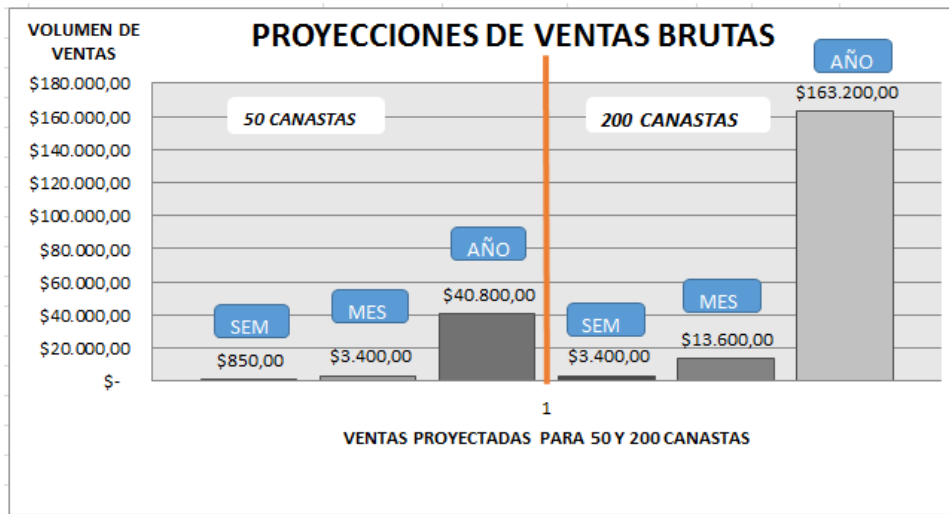 VOLUMEN DE
VENTAS
PROYECCIONES DE VENTAS BRUTAS
$180.000,00
$160.000,00
$140.000,00
$120.000,00
$100.000,00
$80.000,00
$60.000,00
$40.000,00
$20.000,00
$-
50 CANASTAS
200 CANASTAS
SEM
$850,00
MES
$3.400,00
AÑO
$40.800,00
SEM
$3.400,00
MES
$13.600,00
AÑO
$163.200,00
1
VENTAS PROYECTADAS PARA 50 Y 200 CANASTAS